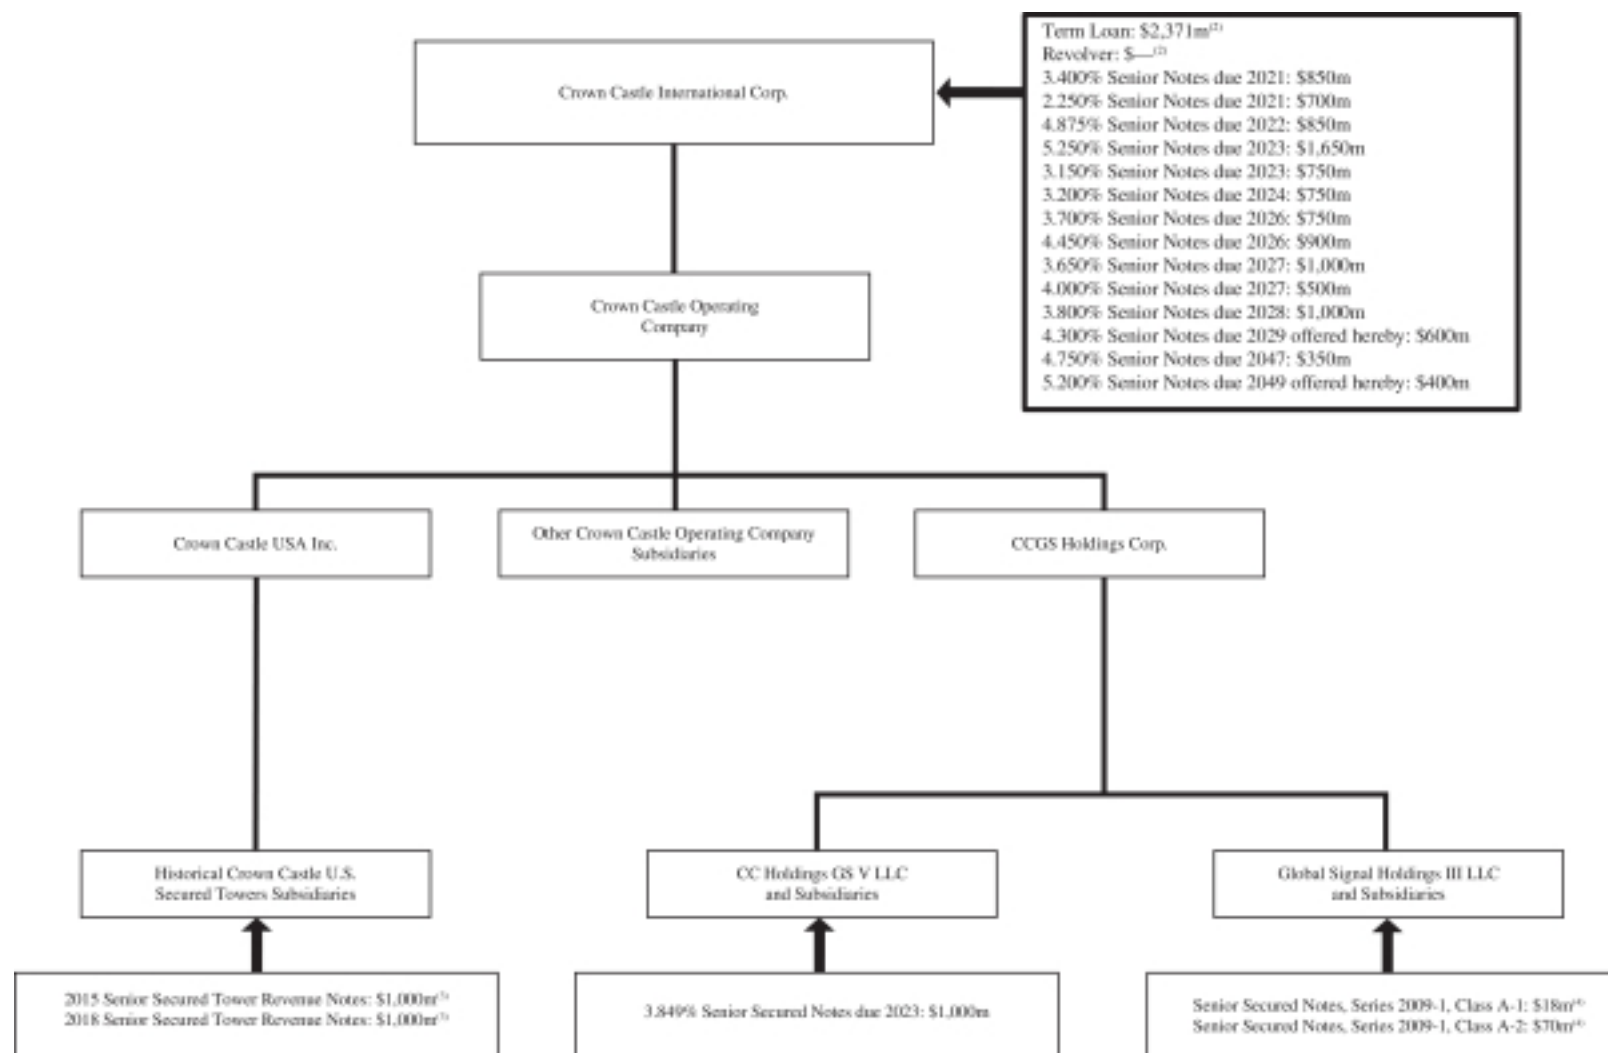 Term Loan: $2,371m(2)
Revolver: $—(2)
3.400% Senior Notes due 2021: $850m
2.250% Senior Notes due 2021: $700m
4.875% Senior Notes due 2022: $850m
5.250% Senior Notes due 2023: $1,650m
3.150% Senior Notes due 2023: $750m
3.200% Senior Notes due 2024: $750m
3.700% Senior Notes due 2026: $750m
4.450% Senior Notes due 2026: $900m
3.650% Senior Notes due 2027: $1,000m
4.000% Senior Notes due 2027: $500m
3.800% Senior Notes due 2028: $1,000m
4.300% Senior Notes due 2029 offered hereby: $600m
4.750% Senior Notes due 2047: $350m
5.200% Senior Notes due 2049 offered hereby: $400m
Crown Castle International Corp.
Crown Castle Operating
Company
Crown Castle USA Inc.
Other Crown Castle Operating Company
Subsidiaries
CCGS Holdings Corp.
Historical Crown Castle U.S.
Secured Towers Subsidiaries
CC Holdings GS V LLC
and Subsidiaries
Global Signal Holdings III LLC
and Subsidiaries
2015 Senior Secured Tower Revenue Notes: $1,000m(3)
2018 Senior Secured Tower Revenue Notes: $1,000m(3)
3.849% Senior Secured Notes due 2023: $1,000m
Senior Secured Notes, Series 2009-1, Class A-1: $18m(4)
Senior Secured Notes, Series 2009-1, Class A-2: $70m(4)